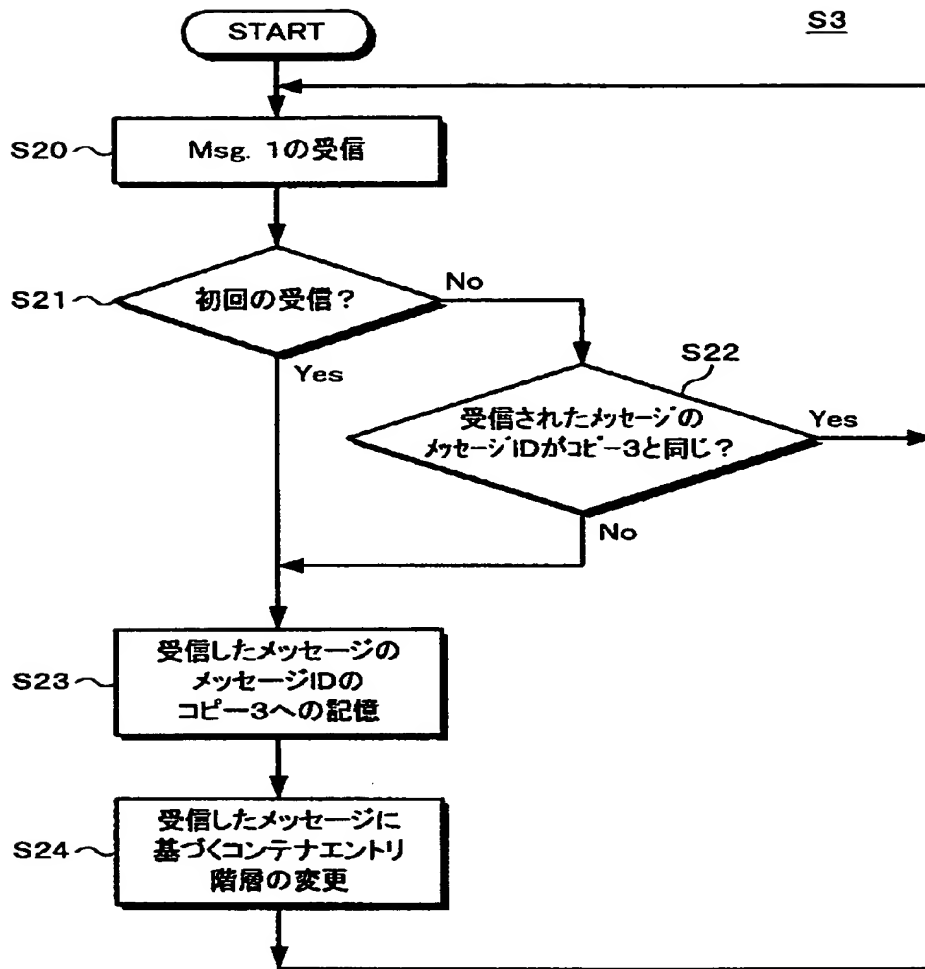 S3
START
S20
Msg. 1の受信
S21
初回の受信?
No
Yes
S22
受信されたメッセージの
メッセージIDがコピー3と同じ?
Yes
No
S23
受信したメッセージの
メッセージIDの
コピー3への記憶
S24
受信したメッセージに
基づくコンテナエントリ
階層の変更